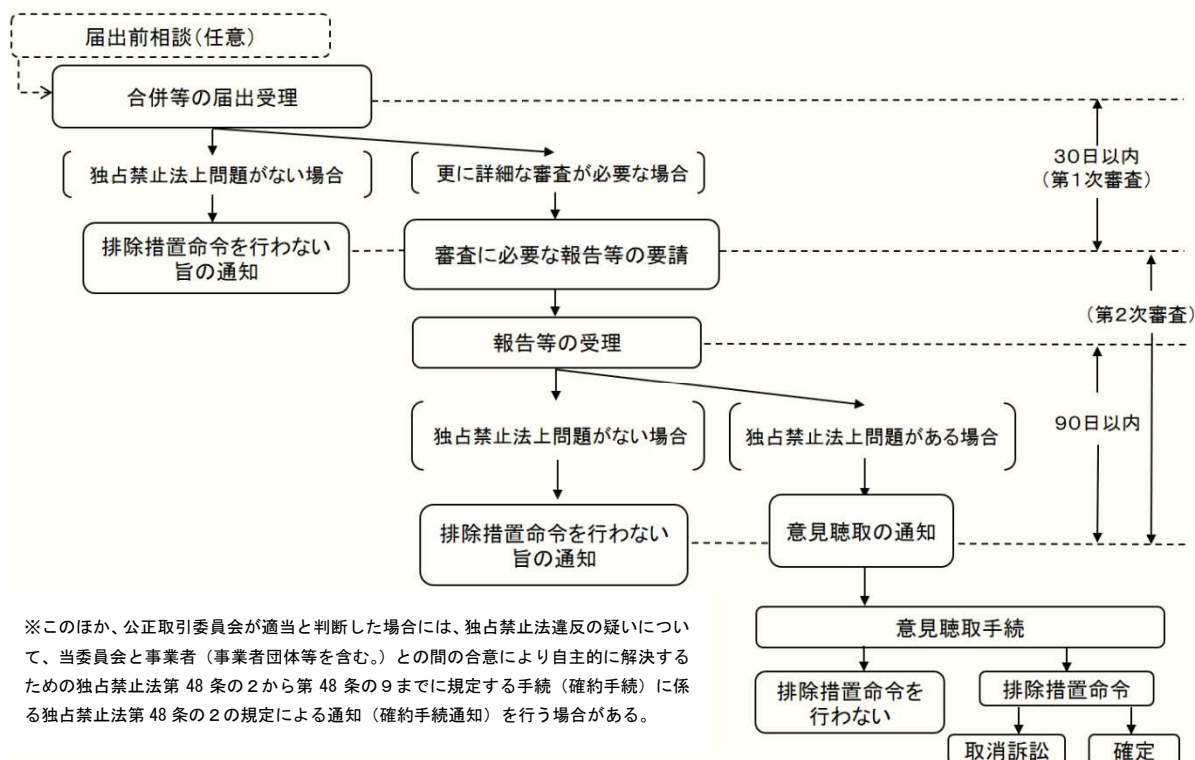 届出前相談(任意)
合併等の届出受理
独占禁止法上問題がない場合
更に詳細な審査が必要な場合
30日以内
(第1次審査)
排除措置命令を行わない
旨の通知
審査に必要な報告等の要請
(第2次審査)
報告等の受理
90日以内
独占禁止法上問題がない場合
独占禁止法上問題がある場合
排除措置命令を行わない
旨の通知
意見聴取の通知
意見聴取手続
排除措置命令を
行わない
排除措置命令
取消訴訟
確定
※このほか、公正取引委員会が適当と判断した場合には、独占禁止法違反の疑いについ
て、当委員会と事業者(事業者団体等を含む。)との間の合意により自主的に解決する
ための独占禁止法第 48 条の2から第 48 条の9までに規定する手続(確約手続)に係
る独占禁止法第 48 条の2の規定による通知(確約手続通知)を行う場合がある。